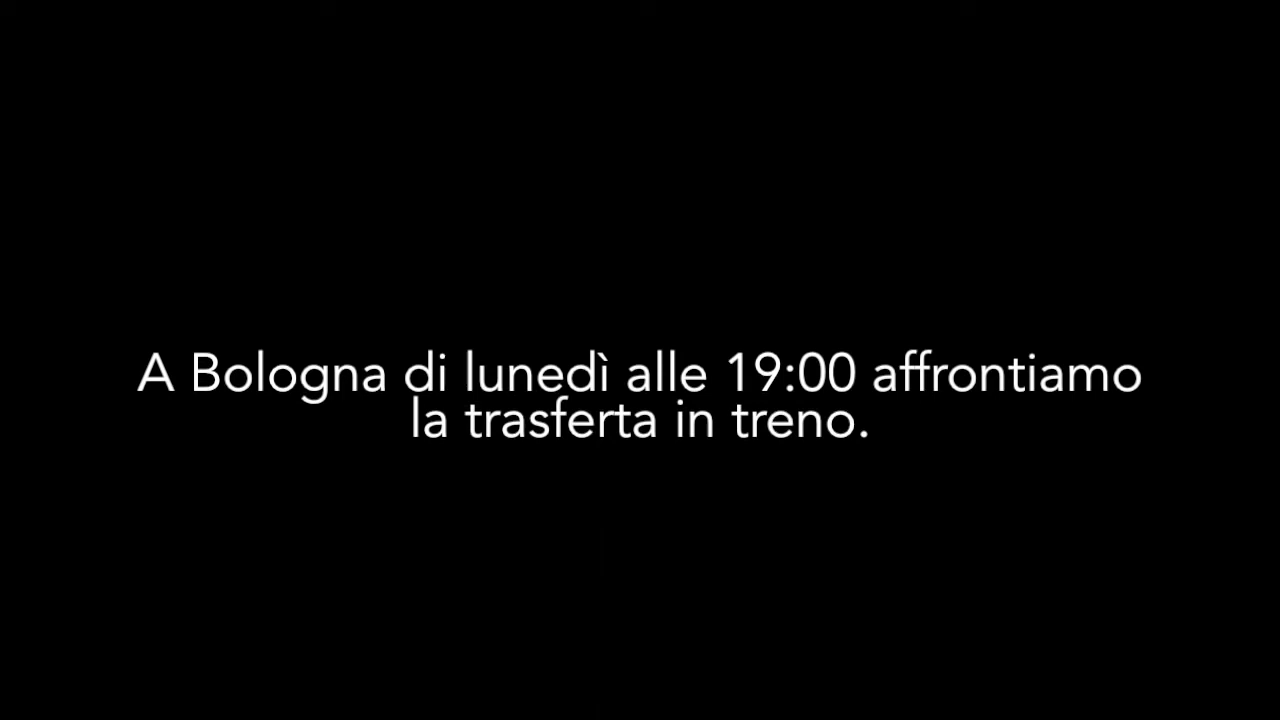 A Bologna di lunedì alle 19:00 affrontiamo
la trasferta in treno.